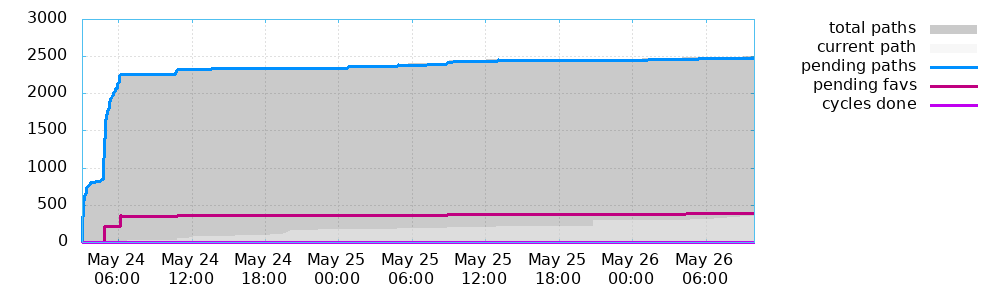 3000
2500
2000
1500
1000
500
0
May 24 May 24 May 24 May 25 May 25 May 25 May 25 May 26 May 26
06:00 12:00 18:00 00:00 06:00 12:00 18:00 00:00 06:00
total paths
current path
pending paths
pending favs
cycles done